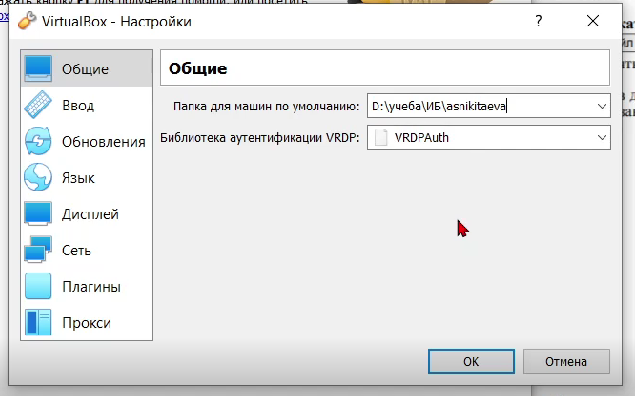 VirtualBox - Настройки
?
Общие
Ввод
Обновления
Язык
Дисплей
Сеть
Плагины
Прокси
Общие
Папка для машин по умолчанию: D:\учеба\ИБ\asnikitaeva
Библиотека аутентификации VRDP: VRDPAuth
OK
Отмена